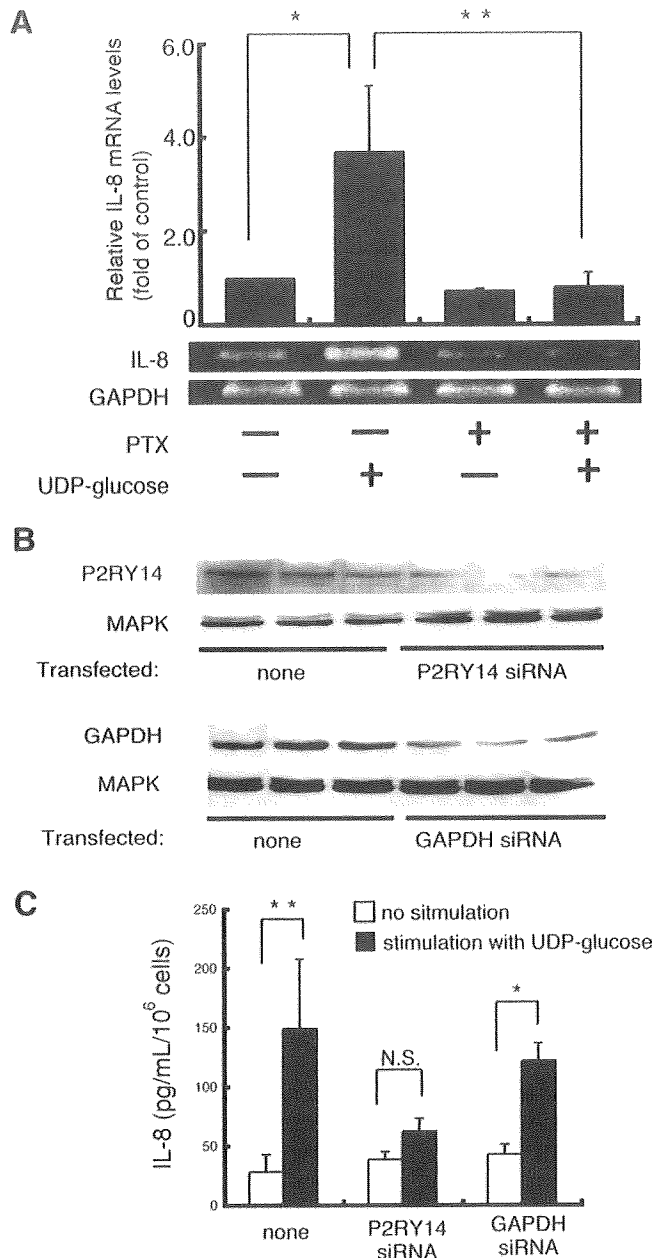 A
*
**
Relative IL-8 mRNA levels
(fold of control)
6.0
4.0
2.0
0
IL-8
GAPDH
PTX — — + +
UDP-glucose — + — +
B
P2RY14
MAPK
Transfected: none P2RY14 siRNA
GAPDH
MAPK
Transfected: none GAPDH siRNA
C
IL-8 (pg/mL/10⁶ cells)
250
200
150
100
50
0
no sitmulation
stimulation with UDP-glucose
**
N.S.
*
none
P2RY14
siRNA
GAPDH
siRNA